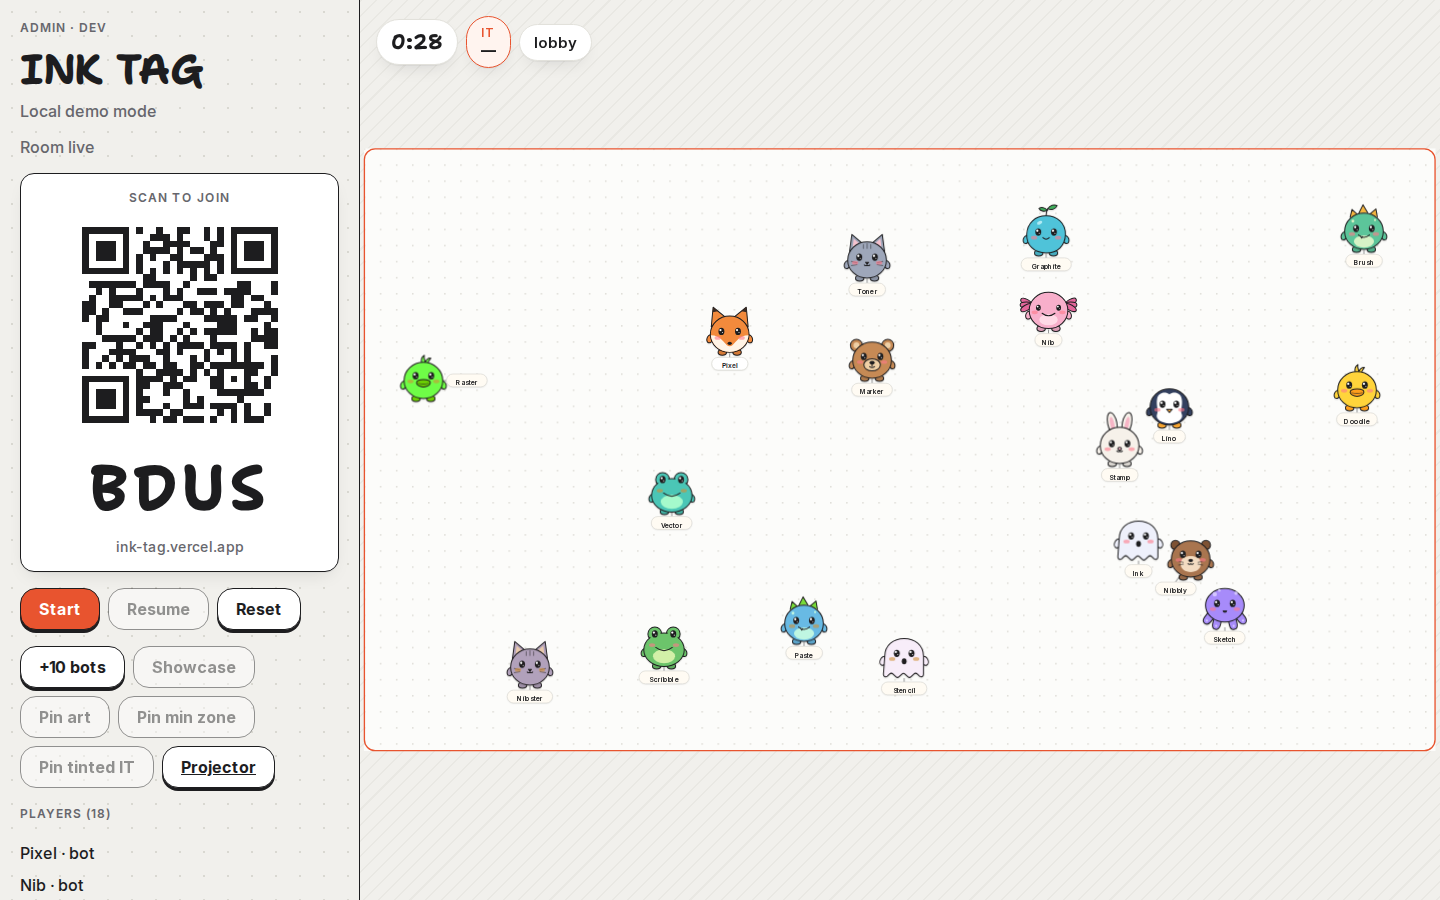 ADMIN · DEV
INK TAG
Local demo mode
Room live
SCAN TO JOIN
BDUS
ink-tag.vercel.app
Start
Resume
Reset
+10 bots
Showcase
Pin art
Pin min zone
Pin tinted IT
Projector
PLAYERS (18)
Pixel · bot
Nib · bot
0:28
IT
—
lobby
Graphite
Brush
Toner
Nib
Pixel
Marker
Raster
Doodle
Lino
Stamp
Vector
Ink
Nibbly
Sketch
Paste
Scribble
Stencil
Nibster